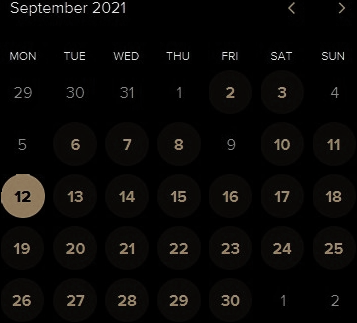 September 2021
MON TUE WED THU FRI SAT SUN
29 30 31 1 2 3 4
5 6 7 8 9 10 11
12 13 14 15 16 17 18
19 20 21 22 23 24 25
26 27 28 29 30 1 2